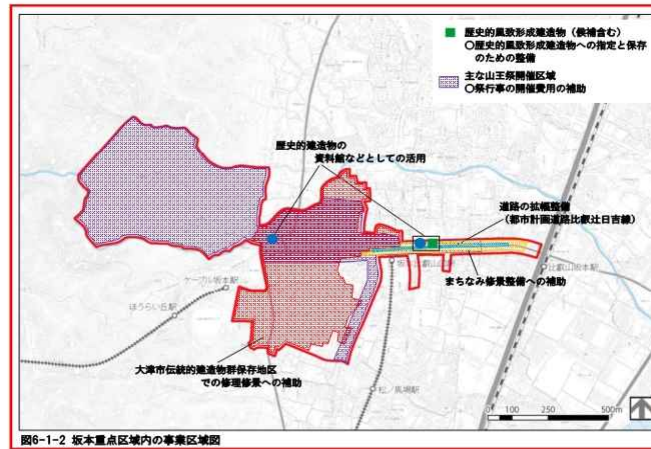 歴史的風致形成建造物（候補含む）
○歴史的風致形成建造物への指定と保存
のための整備
主な山王祭開催区域
○祭行事の開催費用の補助
歴史的建造物の
資料館などとしての活用
道路の拡幅整備
（都市計画道路比叡辻日吉線）
比叡山坂本駅
まちなみ修景整備への補助
ケーブル坂本駅
ほうらい丘駅
大津市伝統的建造物群保存地区
での修理修景への補助
松ノ馬場駅
0 100 250 500m
図6-1-2 坂本重点区域内の事業区域図